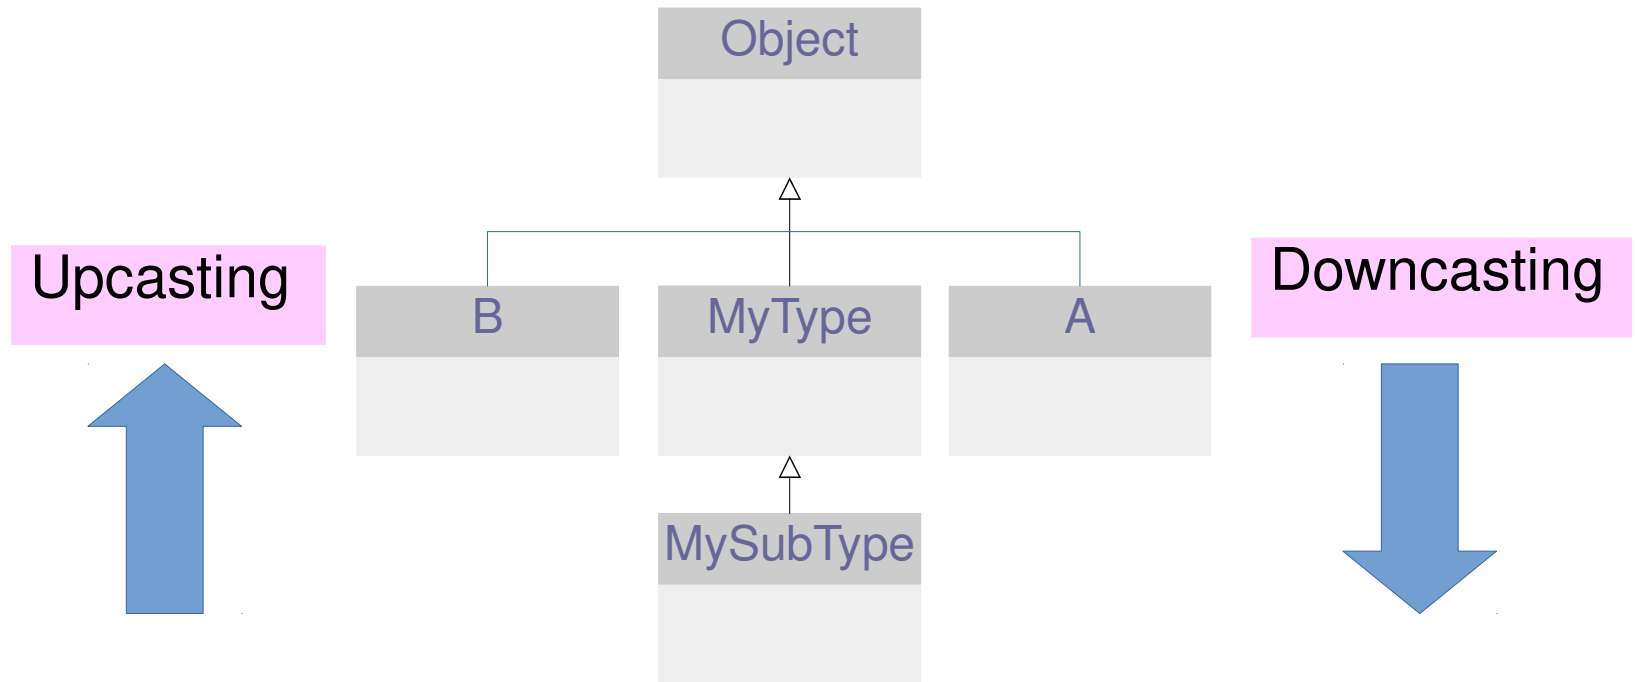 Object
Upcasting
Downcasting
B
MyType
A
MySubType